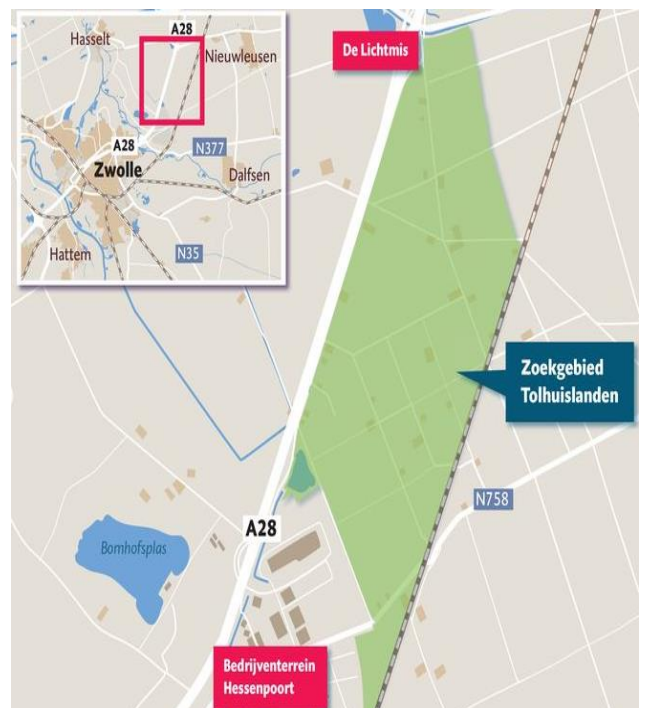 A28
Hasselt
Nieuwleusen
A28
N377
Zwolle
Dalfsen
N35
Hattem
De Lichtmis
Zoekgebied
Tolhuislanden
N758
A28
Bomhofsplas
Bedrijventerrein
Hessenpoort